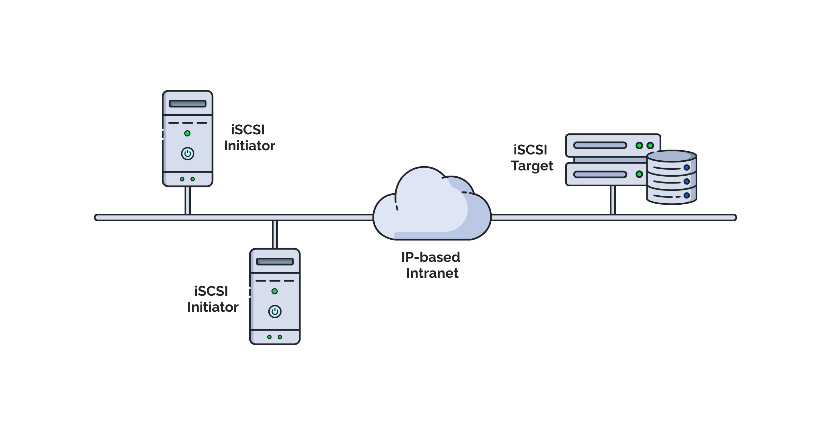 iSCSI
Initiator
iSCSI
Target
IP-based
Intranet
iSCSI
Initiator